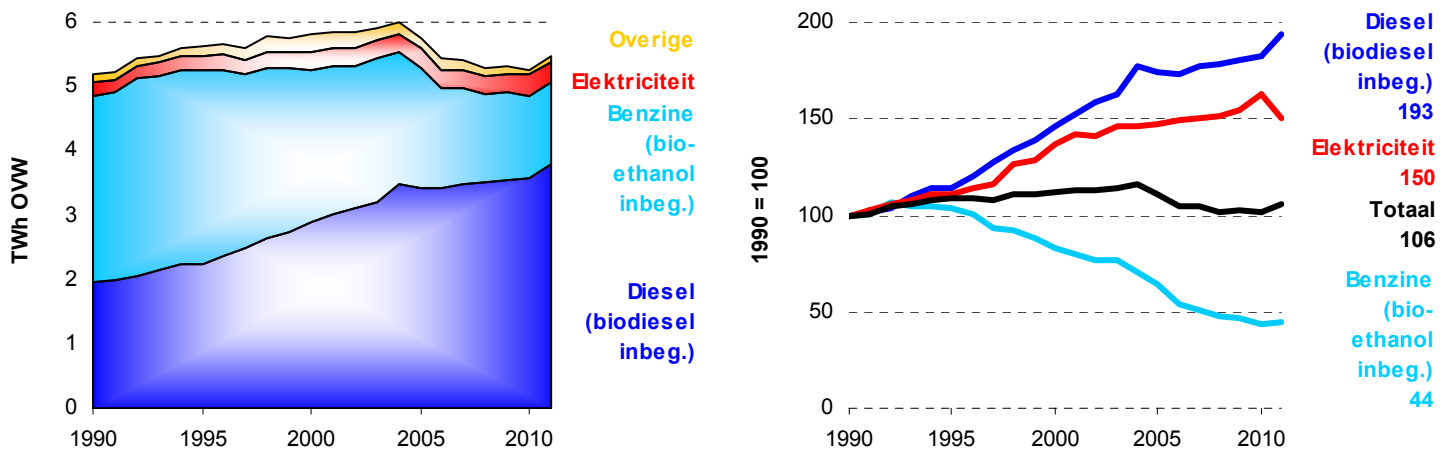 TWh OVW
6
5
4
3
2
1
0
1990
1995
2000
2005
2010
Overige
Elektriciteit
Benzine
(bio-
ethanol
inbeg.)
Diesel
(biodiesel
inbeg.)
1990 = 100
200
150
100
50
0
1990
1995
2000
2005
2010
Diesel
(biodiesel
inbeg.)
193
Elektriciteit
150
Totaal
106
Benzine
(bio-
ethanol
inbeg.)
44